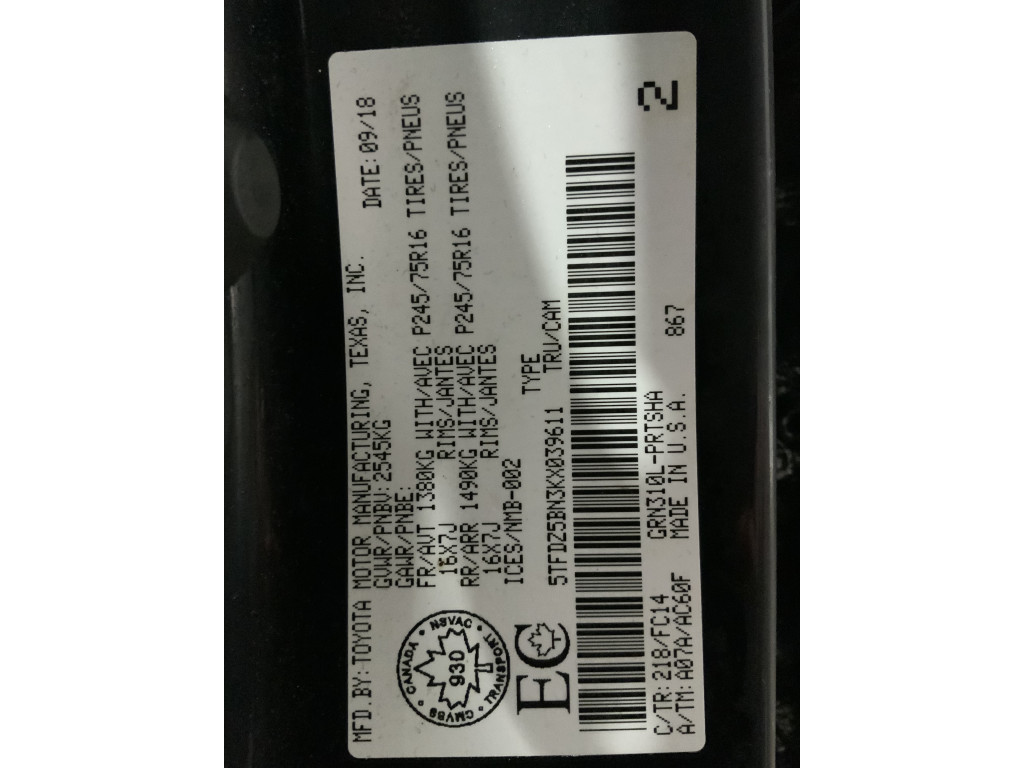 MFD.BY:TOYOTA MOTOR MANUFACTURING, TEXAS, INC.
GVWR/PNBV:2545KG DATE:09/18
GAWR/PNBE:
FR/AVT 1380KG WITH/AVEC P245/75R16 TIRES/PNEUS
16X7J RIMS/JANTES
RR/ARR 1490KG WITH/AVEC P245/75R16 TIRES/PNEUS
16X7J RIMS/JANTES
ICES/NMB-002
CANADA • NSVAC • TRANSPORT • CMVSS
930
EC
TYPE
5TFDZ5BN3KX039611 TRU/CAM
C/TR:218/FC14 GRN310L-PRTSHA 867
A/TM:A07A/AC60F MADE IN U.S.A.
2